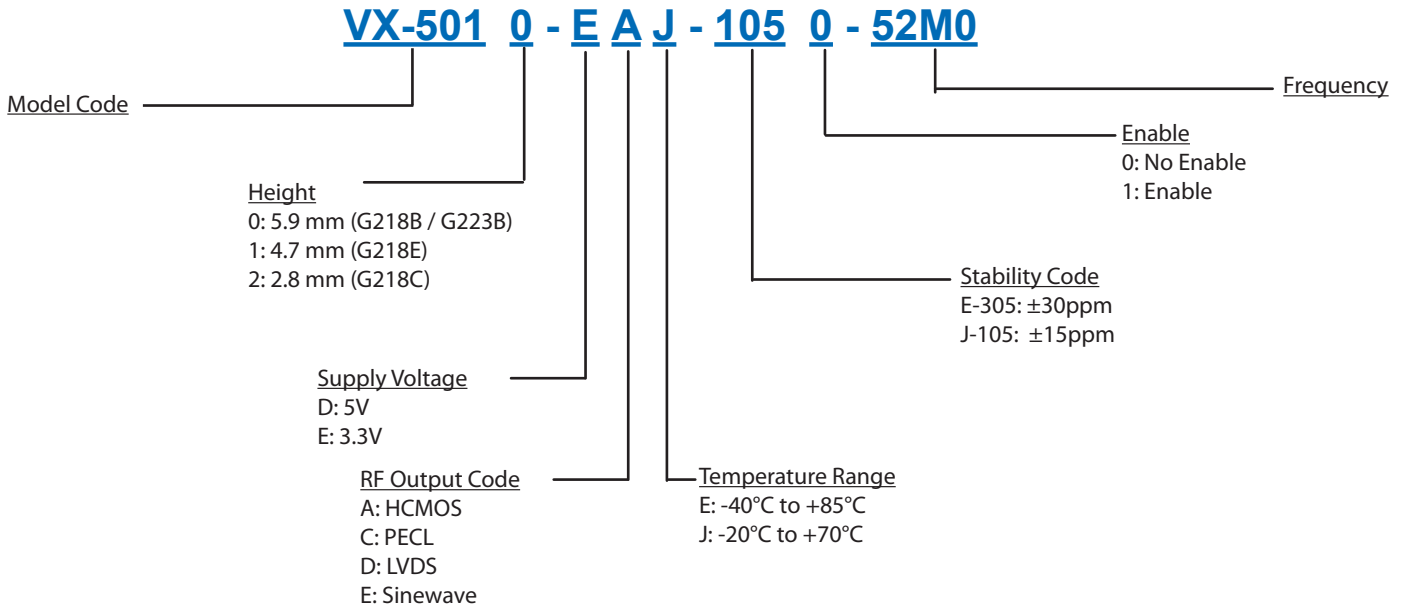 VX-501 0 - E A J - 105 0 - 52M0
Model Code
Frequency
Enable
0: No Enable
1: Enable
Height
0: 5.9 mm (G218B / G223B)
1: 4.7 mm (G218E)
2: 2.8 mm (G218C)
Stability Code
E-305: ±30ppm
J-105: ±15ppm
Supply Voltage
D: 5V
E: 3.3V
RF Output Code
A: HCMOS
C: PECL
D: LVDS
E: Sinewave
Temperature Range
E: -40°C to +85°C
J: -20°C to +70°C